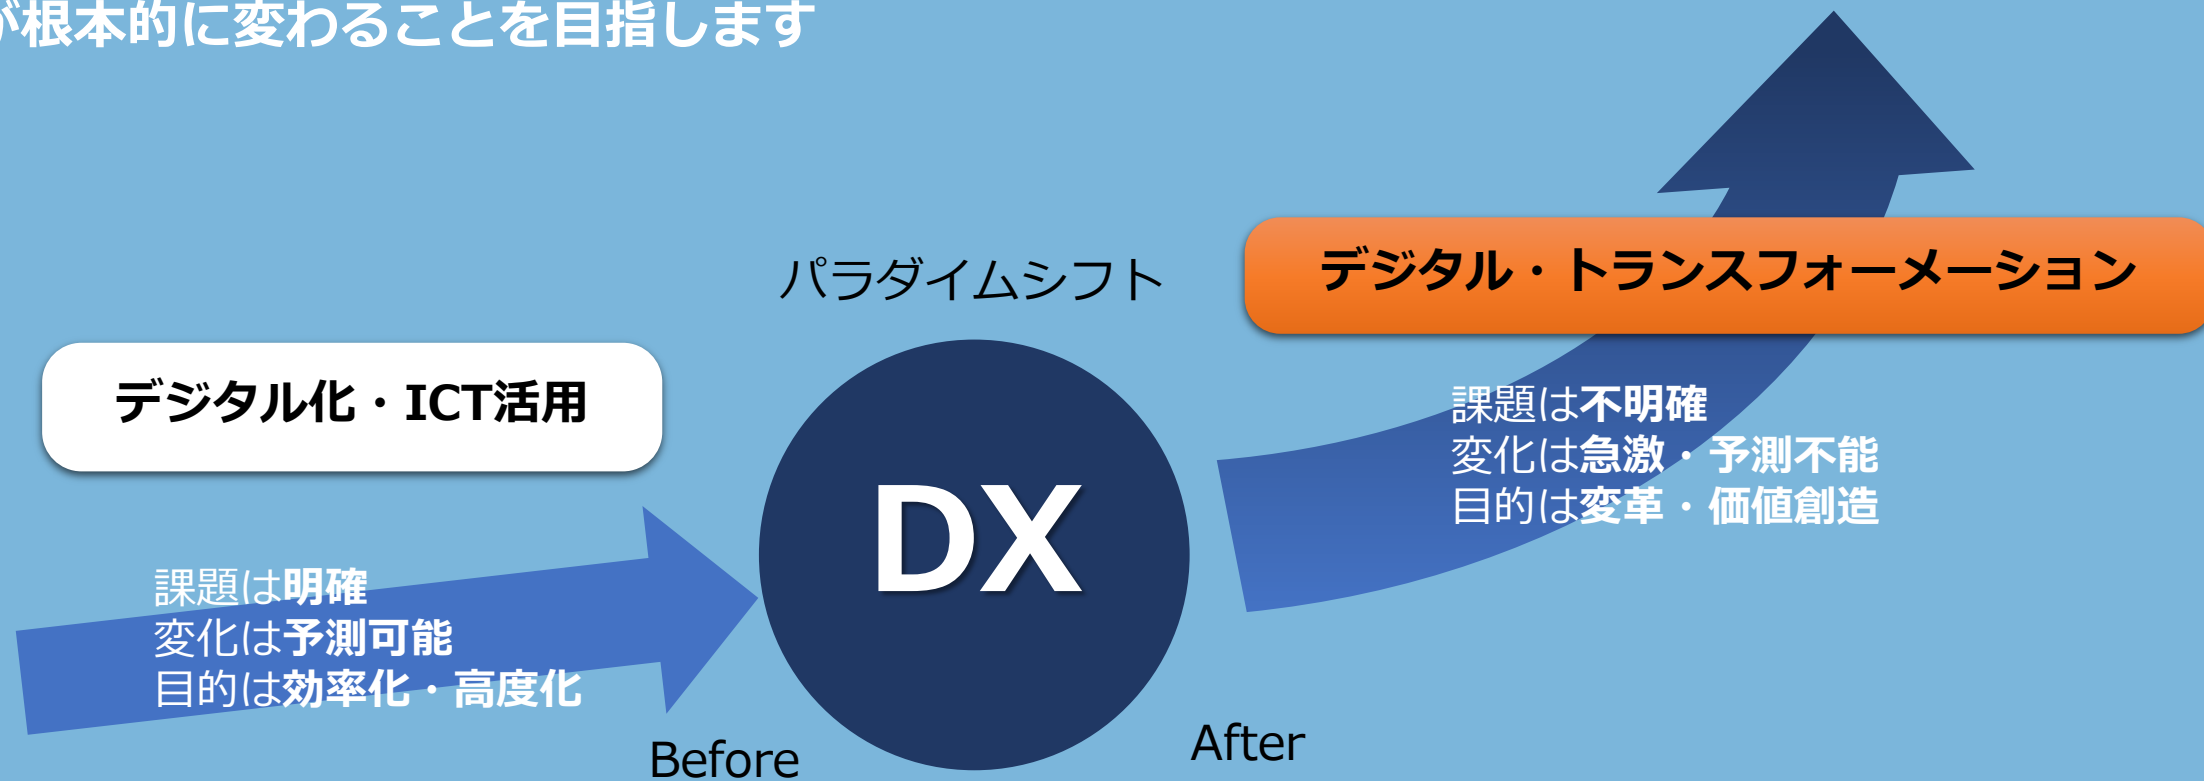 が根本的に変わることを目指します
パラダイムシフト
デジタル・トランスフォーメーション
デジタル化・ICT活用
課題は不明確
変化は急激・予測不能
目的は変革・価値創造
DX
課題は明確
変化は予測可能
目的は効率化・高度化
Before
After